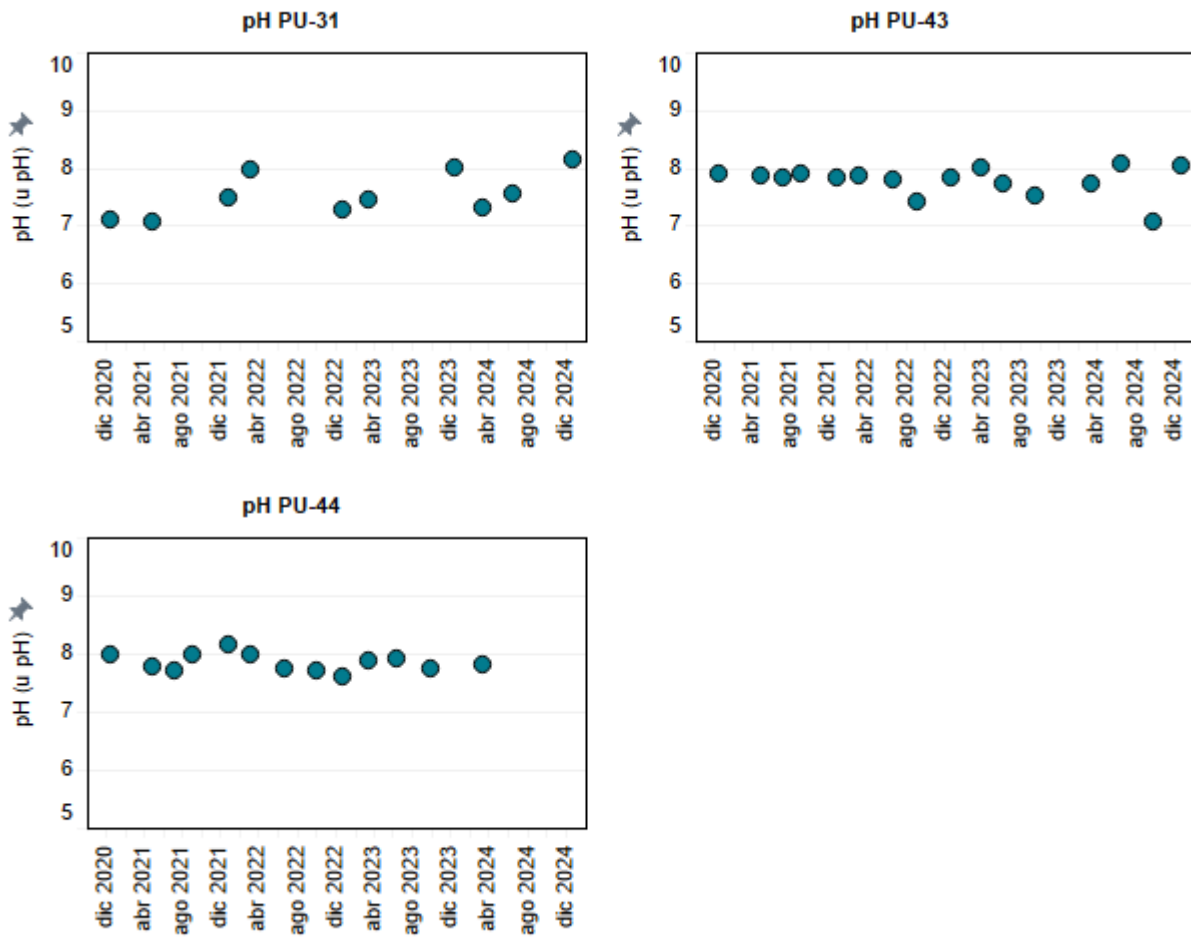 pH PU-31
10
9
8
7
6
5
pH (u pH)
dic 2020
abr 2021
ago 2021
dic 2021
abr 2022
ago 2022
dic 2022
abr 2023
ago 2023
dic 2023
abr 2024
ago 2024
dic 2024
pH PU-43
10
9
8
7
6
5
pH (u pH)
dic 2020
abr 2021
ago 2021
dic 2021
abr 2022
ago 2022
dic 2022
abr 2023
ago 2023
dic 2023
abr 2024
ago 2024
dic 2024
pH PU-44
10
9
8
7
6
5
pH (u pH)
dic 2020
abr 2021
ago 2021
dic 2021
abr 2022
ago 2022
dic 2022
abr 2023
ago 2023
dic 2023
abr 2024
ago 2024
dic 2024